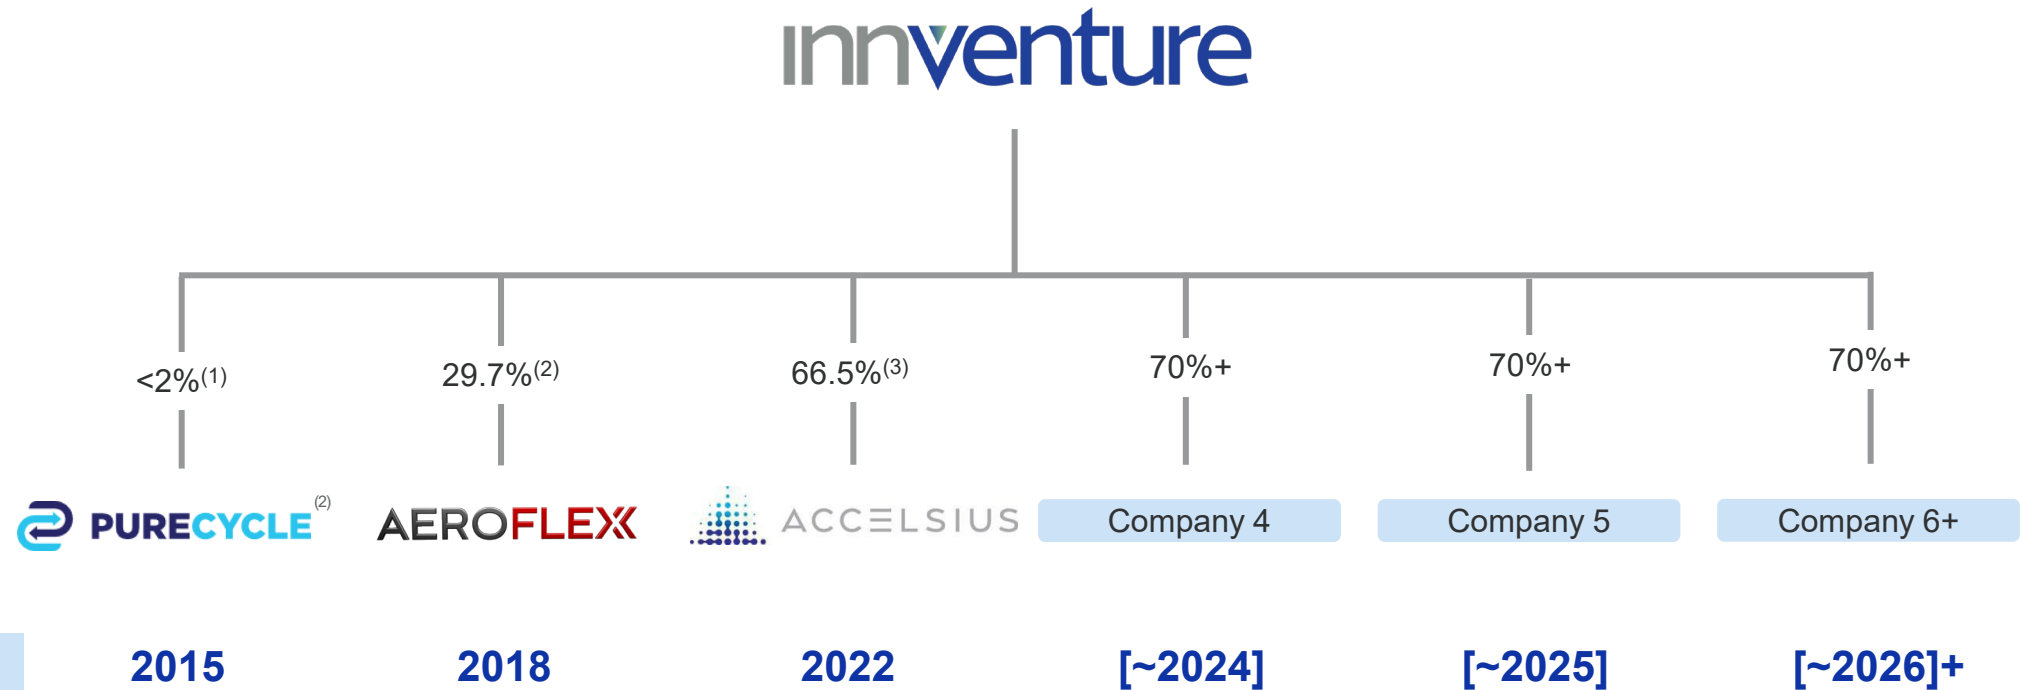 innventure
<2%(1)
29.7%(2)
66.5%(3)
70%+
70%+
70%+
PURECYCLE(2)
AEROFLEXX
ACCELSIUS
Company 4
Company 5
Company 6+
2015
2018
2022
[~2024]
[~2025]
[~2026]+